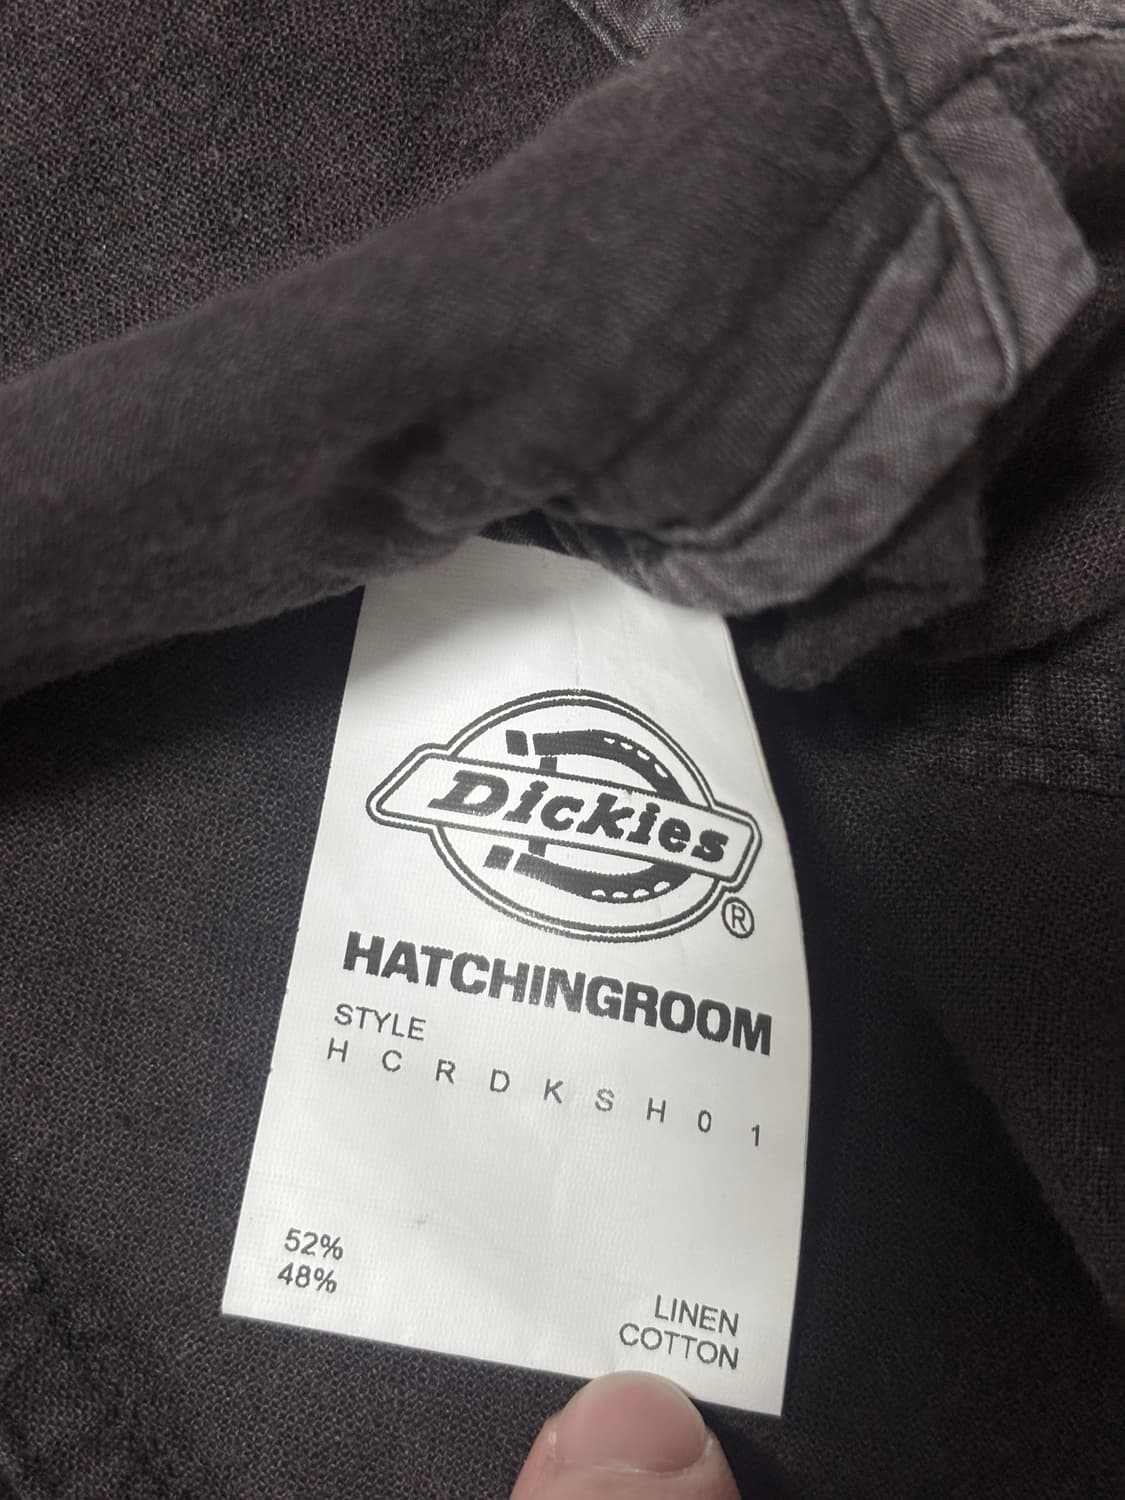 Dickies
®
HATCHINGROOM
STYLE
H C R D K S H 0 1
52% LINEN
48% COTTON